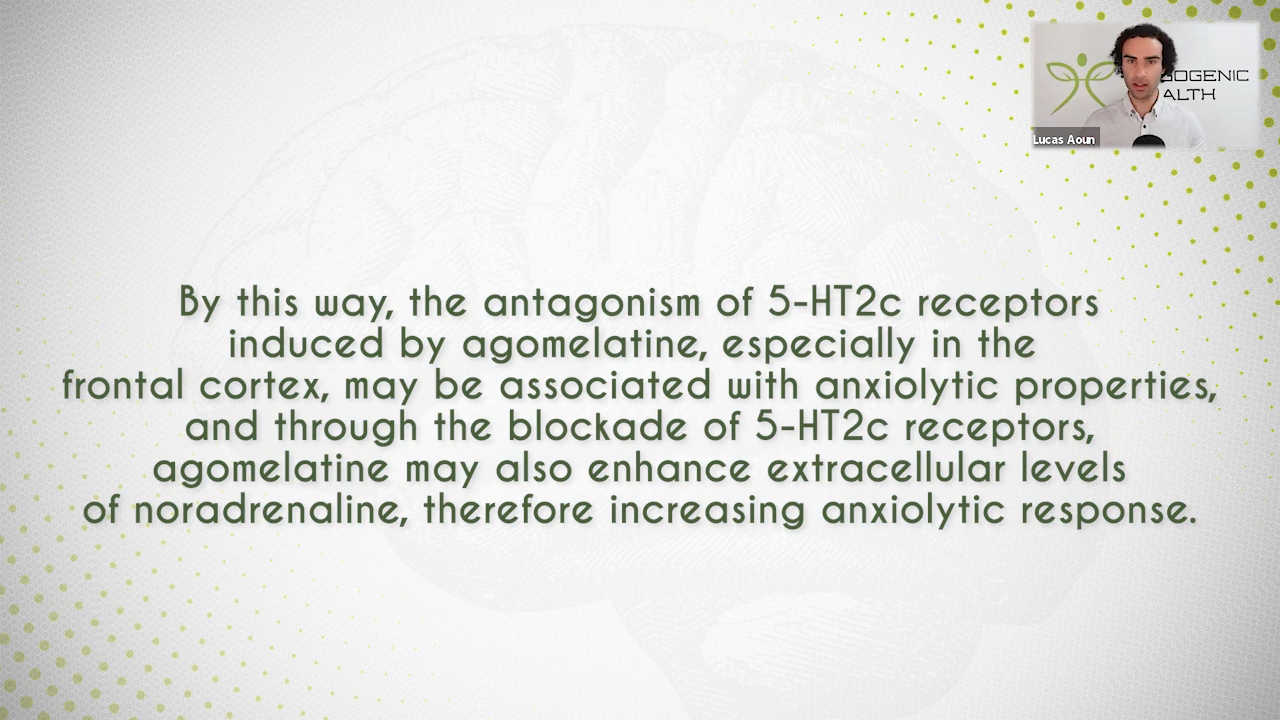 GOGENIC
ALTH
Lucas Aoun
By this way, the antagonism of 5-HT2c receptors
induced by agomelatine, especially in the
frontal cortex, may be associated with anxiolytic properties,
and through the blockade of 5-HT2c receptors,
agomelatine may also enhance extracellular levels
of noradrenaline, therefore increasing anxiolytic response.